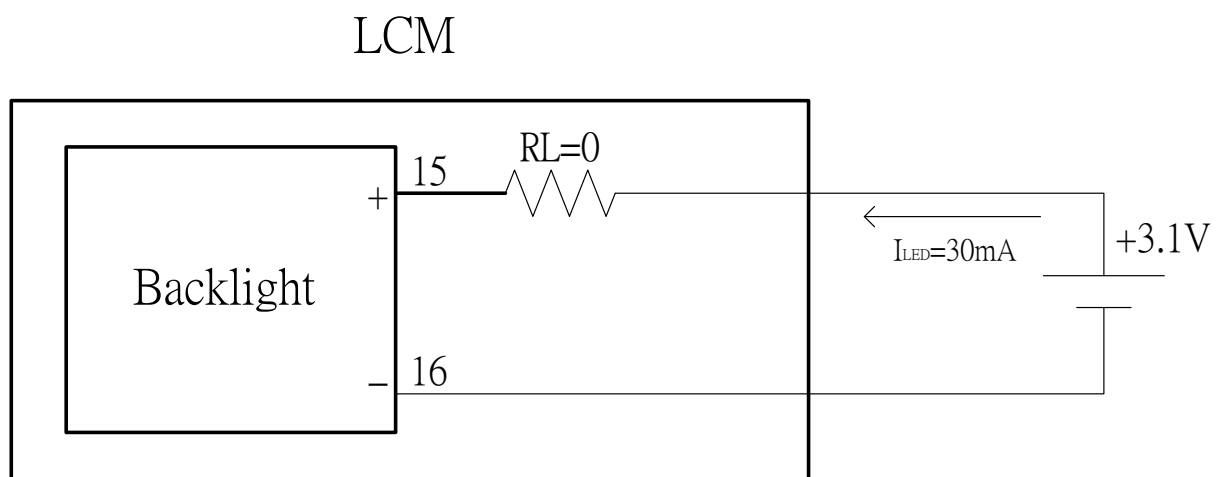 LCM
RL=0
15
+
Backlight
ILED=30mA
+3.1V
16
−